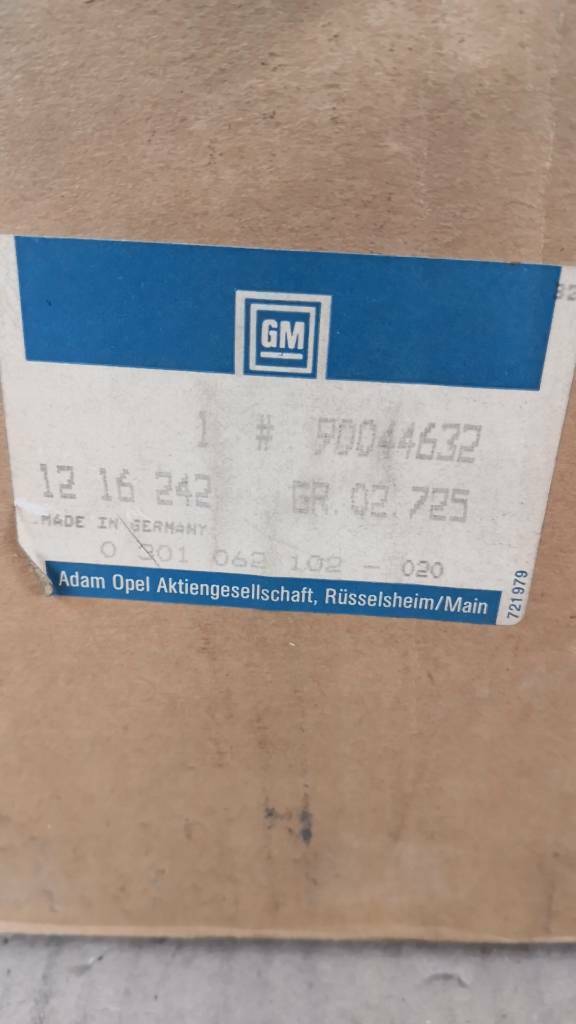 GM
1 # 90044632
12 16 242 GR. 02.725
MADE IN GERMANY
0 301 062 102 - 020
Adam Opel Aktiengesellschaft, Rüsselsheim/Main
721979